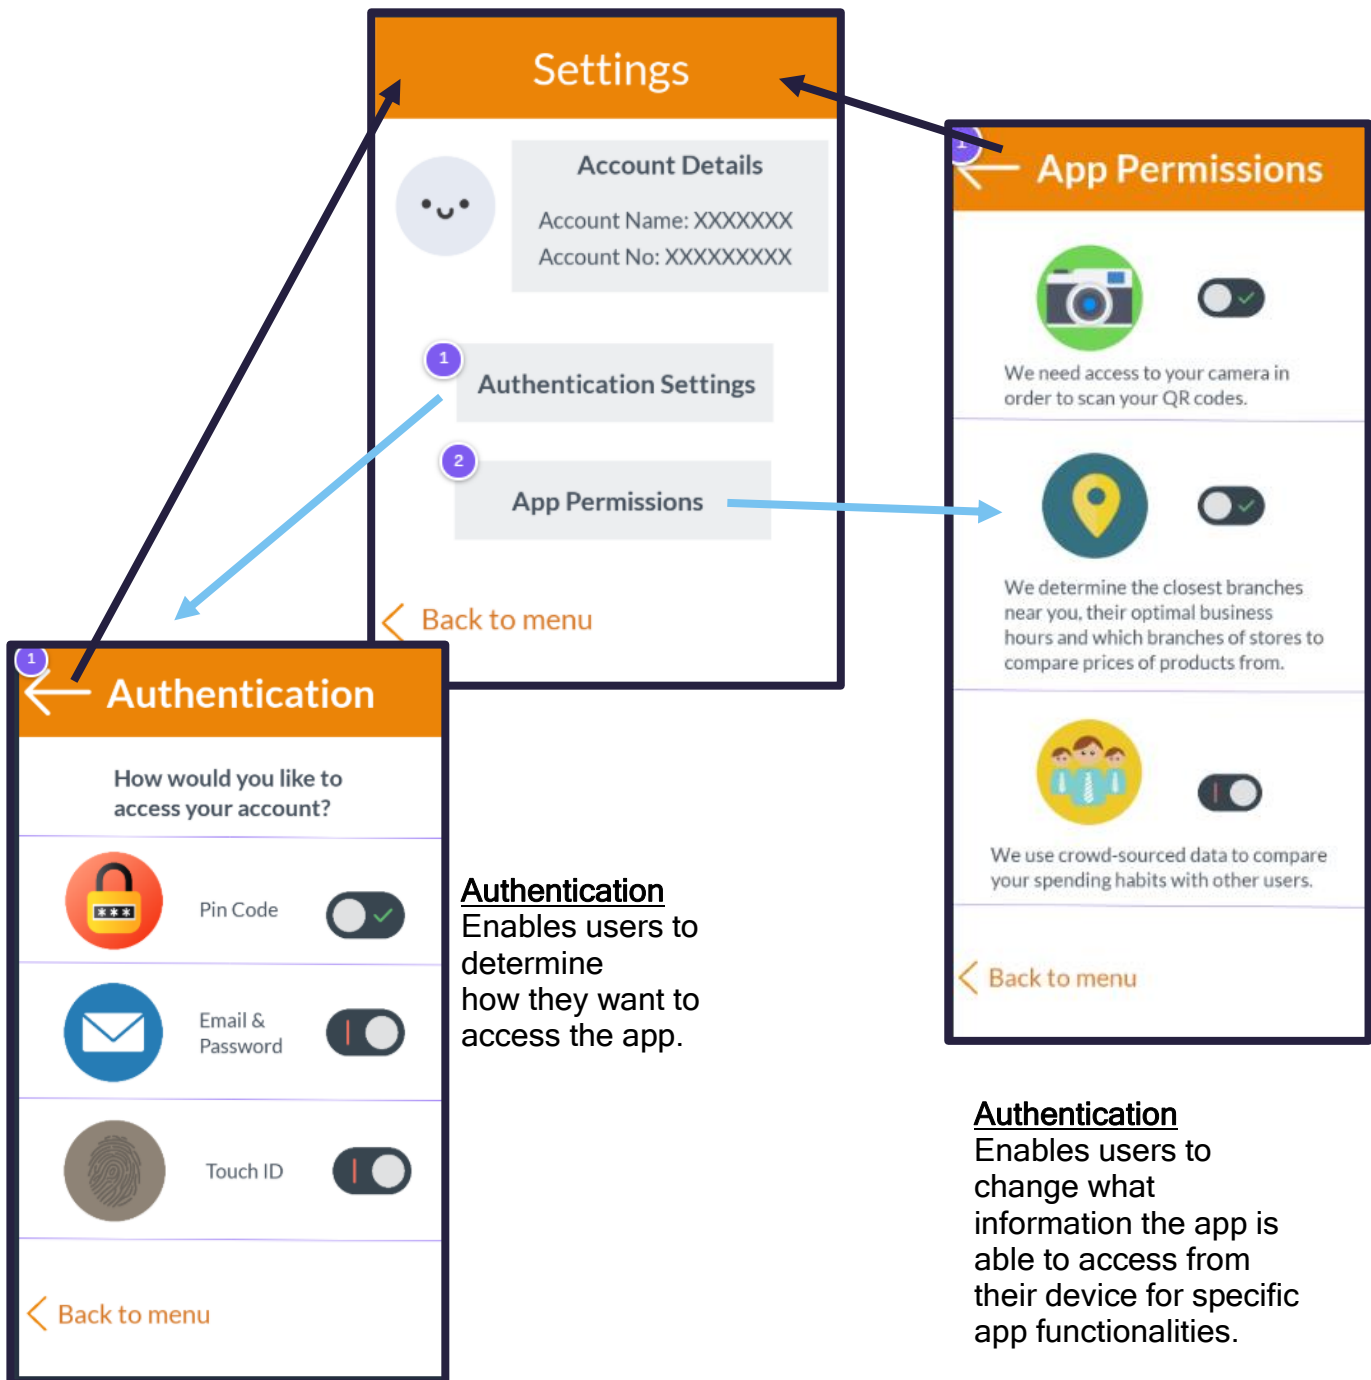 Settings
Account Details
Account Name: XXXXXXX
Account No: XXXXXXXXX
1
Authentication Settings
2
App Permissions
Back to menu
1
App Permissions
We need access to your camera in
order to scan your QR codes.
We determine the closest branches
near you, their optimal business
hours and which branches of stores to
compare prices of products from.
We use crowd-sourced data to compare
your spending habits with other users.
Back to menu
1
Authentication
How would you like to
access your account?
***
Pin Code
Email &
Password
Touch ID
Back to menu
Authentication
Enables users to
determine
how they want to
access the app.
Authentication
Enables users to
change what
information the app is
able to access from
their device for specific
app functionalities.